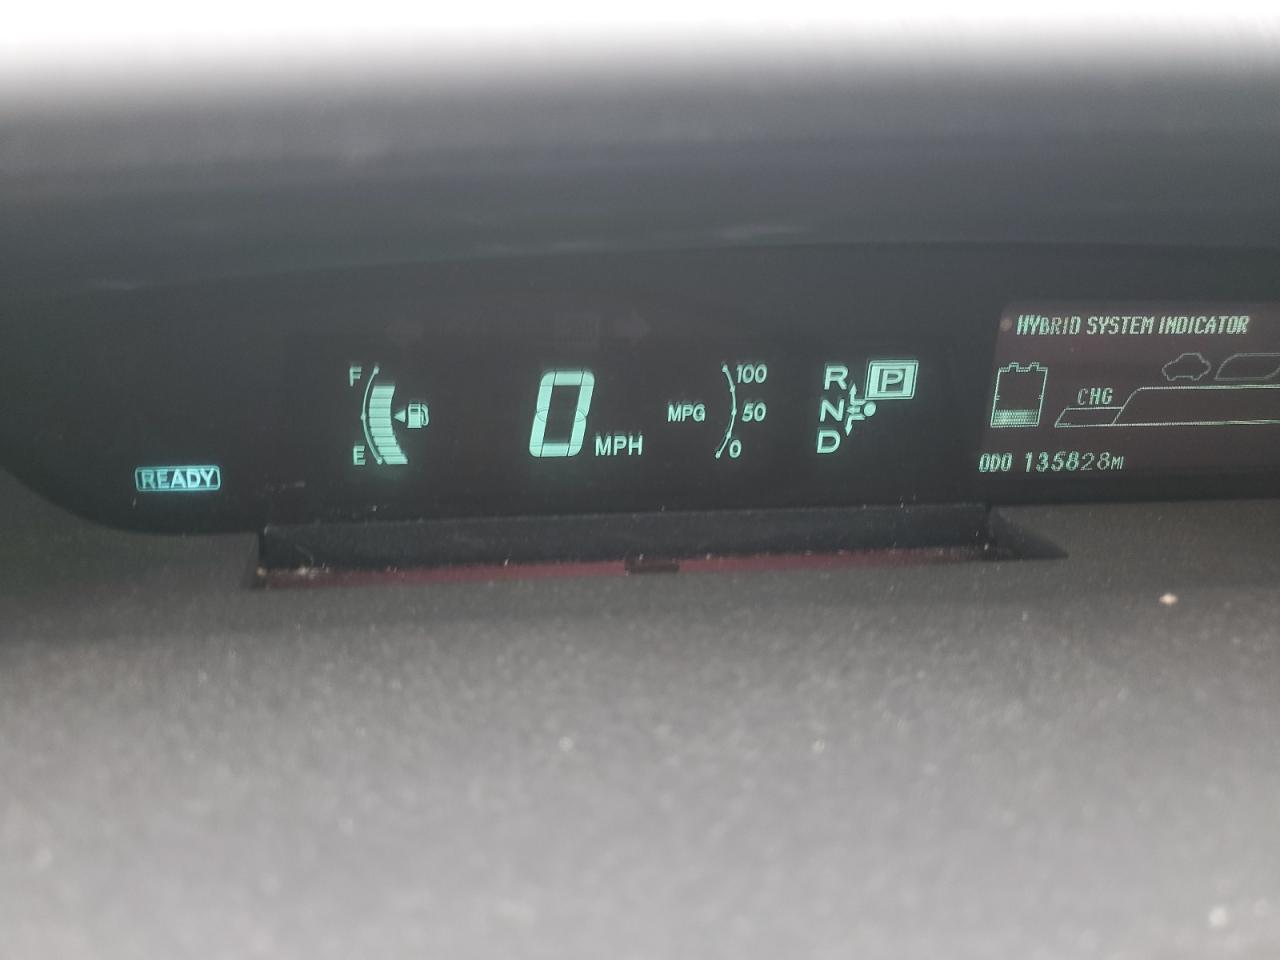 HYBRID SYSTEM INDICATOR
F
E
0 MPH
MPG
100
50
0
R
N
D
P
CHG
ODO 135828MI
READY